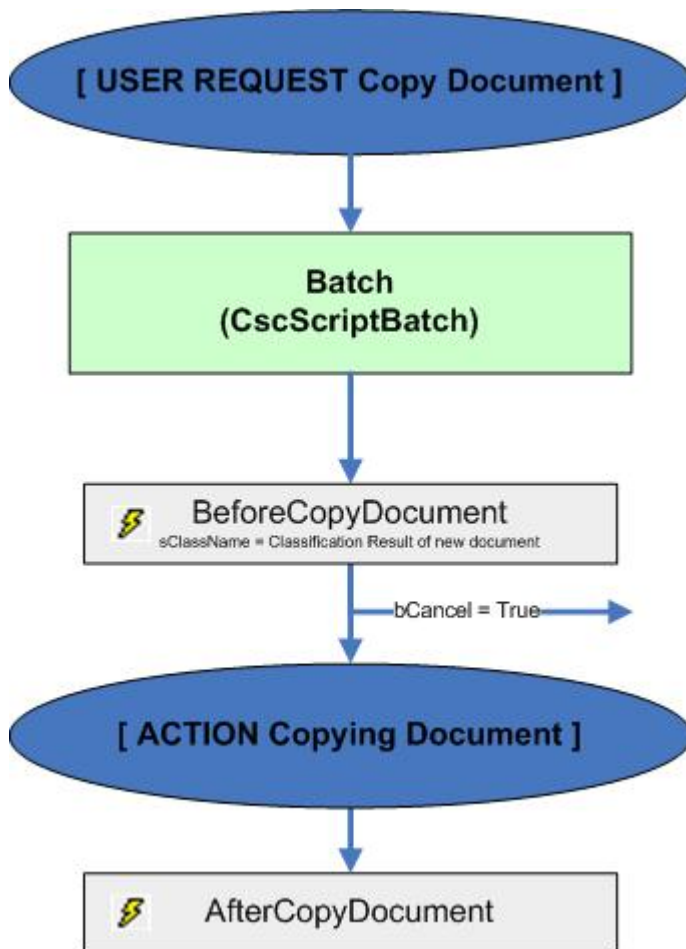 [ USER REQUEST Copy Document ]
Batch
(CscScriptBatch)
BeforeCopyDocument
sClassName = Classification Result of new document
bCancel = True
[ ACTION Copying Document ]
AfterCopyDocument